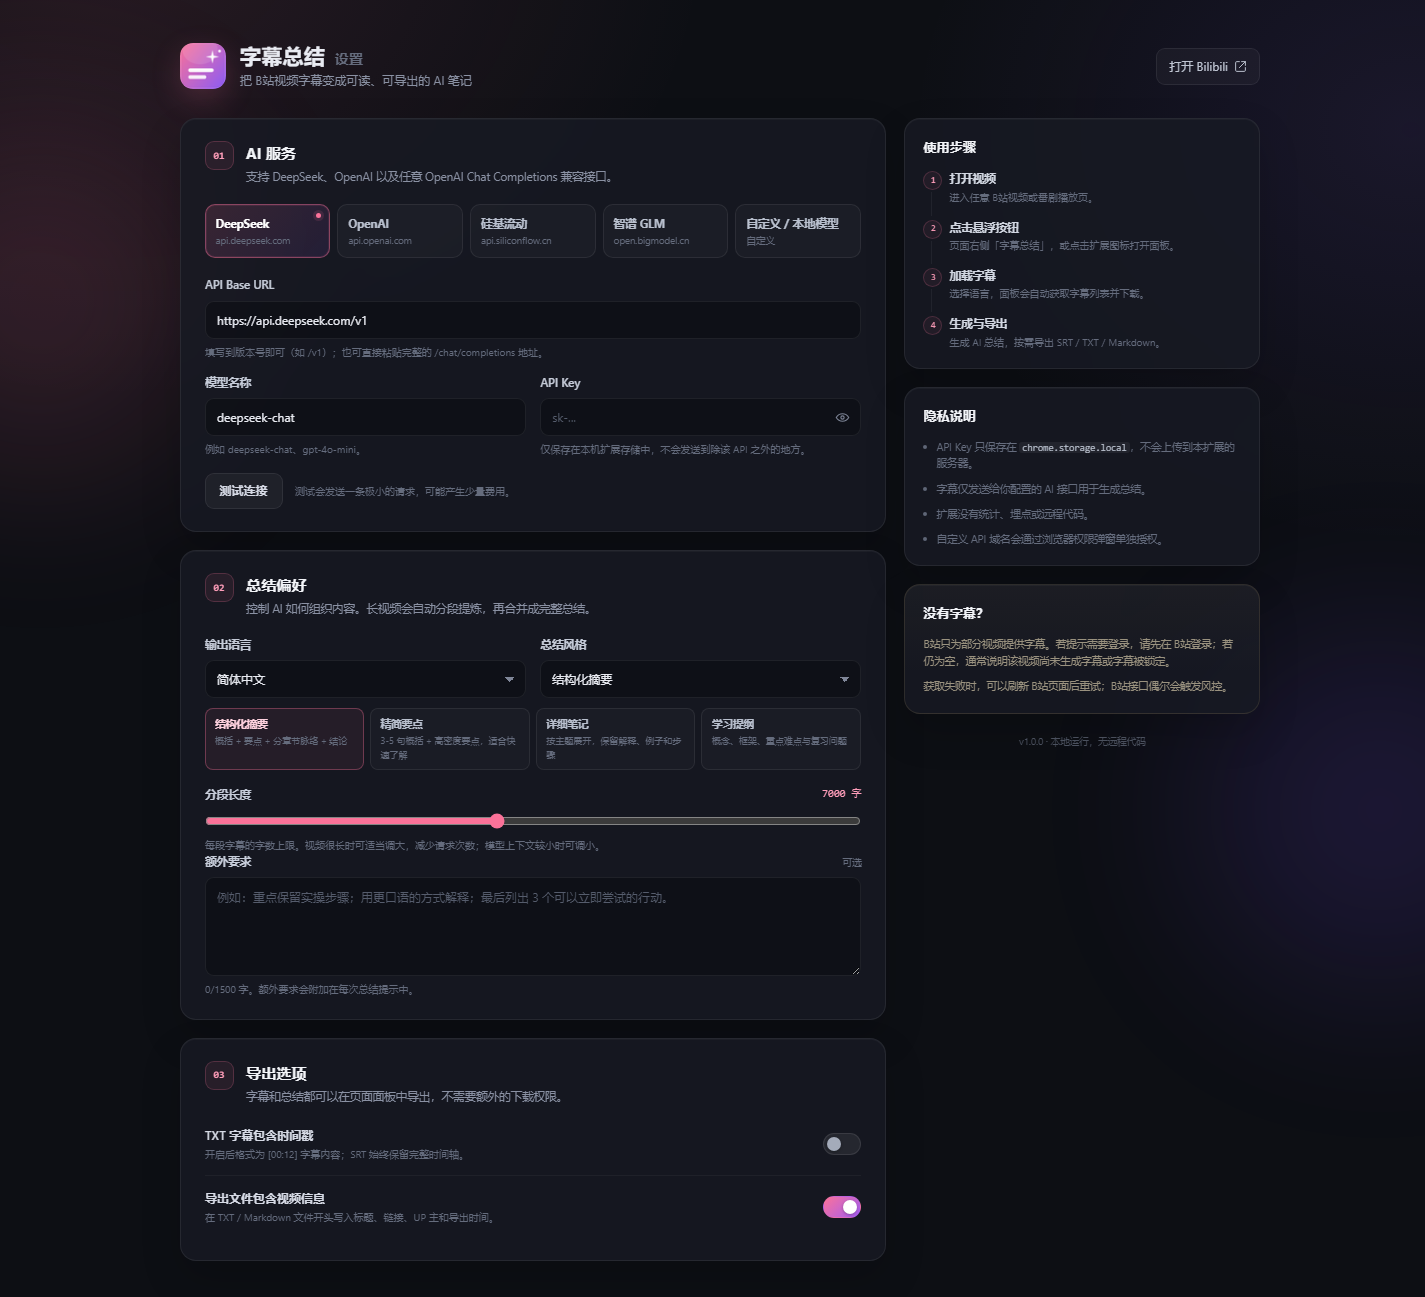 字幕总结 设置
把 B站视频字幕变成可读、可导出的 AI 笔记
打开 Bilibili
01
AI 服务
支持 DeepSeek、OpenAI 以及任意 OpenAI Chat Completions 兼容接口。
DeepSeek
api.deepseek.com
OpenAI
api.openai.com
硅基流动
api.siliconflow.cn
智谱 GLM
open.bigmodel.cn
自定义 / 本地模型
自定义
API Base URL
https://api.deepseek.com/v1
填写到版本号即可（如 /v1）；也可直接粘贴完整的 /chat/completions 地址。
模型名称
deepseek-chat
例如 deepseek-chat、gpt-4o-mini。
API Key
sk-...
仅保存在本机扩展存储中，不会发送到除该 API 之外的地方。
测试连接
测试会发送一条极小的请求，可能产生少量费用。
02
总结偏好
控制 AI 如何组织内容。长视频会自动分段提炼，再合并成完整总结。
输出语言
简体中文
总结风格
结构化摘要
结构化摘要
概括 + 要点 + 分章节脉络 + 结论
精简要点
3-5 句概括 + 高密度要点，适合快
速了解
详细笔记
按主题展开，保留解释、例子和步
骤
学习提纲
概念、框架、重点难点与复习问题
分段长度
7000 字
每段字幕的字数上限。视频很长时可适当调大，减少请求次数；模型上下文较小时可调小。
额外要求
可选
例如：重点保留实操步骤；用更口语的方式解释；最后列出 3 个可以立即尝试的行动。
0/1500 字。额外要求会附加在每次总结提示中。
03
导出选项
字幕和总结都可以在页面面板中导出，不需要额外的下载权限。
TXT 字幕包含时间戳
开启后格式为 [00:12] 字幕内容；SRT 始终保留完整时间轴。
导出文件包含视频信息
在 TXT / Markdown 文件开头写入标题、链接、UP 主和导出时间。
使用步骤
1
打开视频
进入任意 B站视频或番剧播放页。
2
点击悬浮按钮
页面右侧「字幕总结」，或点击扩展图标打开面板。
3
加载字幕
选择语言，面板会自动获取字幕列表并下载。
4
生成与导出
生成 AI 总结，按需导出 SRT / TXT / Markdown。
隐私说明
API Key 只保存在 chrome.storage.local，不会上传到本扩展的
服务器。
字幕仅发送给你配置的 AI 接口用于生成总结。
扩展没有统计、埋点或远程代码。
自定义 API 域名会通过浏览器权限弹窗单独授权。
没有字幕？
B站只为部分视频提供字幕。若提示需要登录，请先在 B站登录；若
仍为空，通常说明该视频尚未生成字幕或字幕被锁定。
获取失败时，可以刷新 B站页面后重试；B站接口偶尔会触发风控。
v1.0.0 · 本地运行，无远程代码